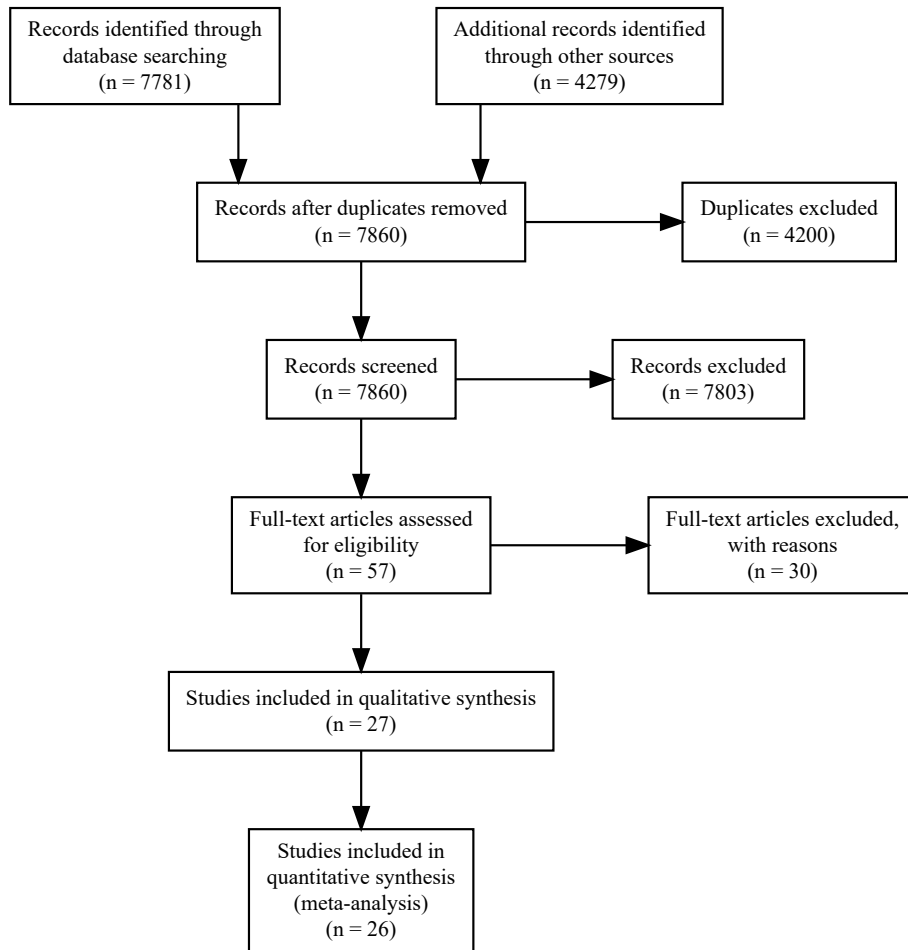 Records identified through
database searching
(n = 7781)
Additional records identified
through other sources
(n = 4279)
Records after duplicates removed
(n = 7860)
Duplicates excluded
(n = 4200)
Records screened
(n = 7860)
Records excluded
(n = 7803)
Full-text articles assessed
for eligibility
(n = 57)
Full-text articles excluded,
with reasons
(n = 30)
Studies included in qualitative synthesis
(n = 27)
Studies included in
quantitative synthesis
(meta-analysis)
(n = 26)